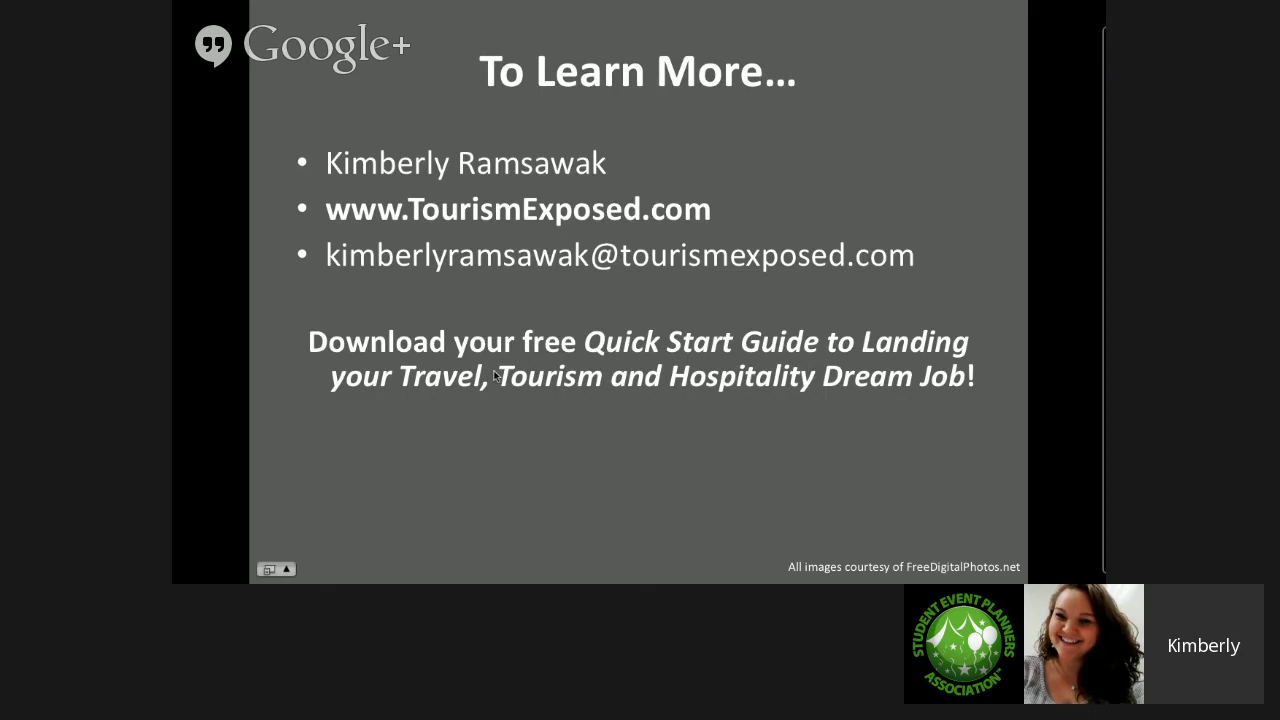 Google+
To Learn More…
• Kimberly Ramsawak
• www.TourismExposed.com
• kimberlyramsawak@tourismexposed.com
Download your free Quick Start Guide to Landing
your Travel, Tourism and Hospitality Dream Job!
All images courtesy of FreeDigitalPhotos.net
STUDENT EVENT PLANNERS
ASSOCIATION™
Kimberly